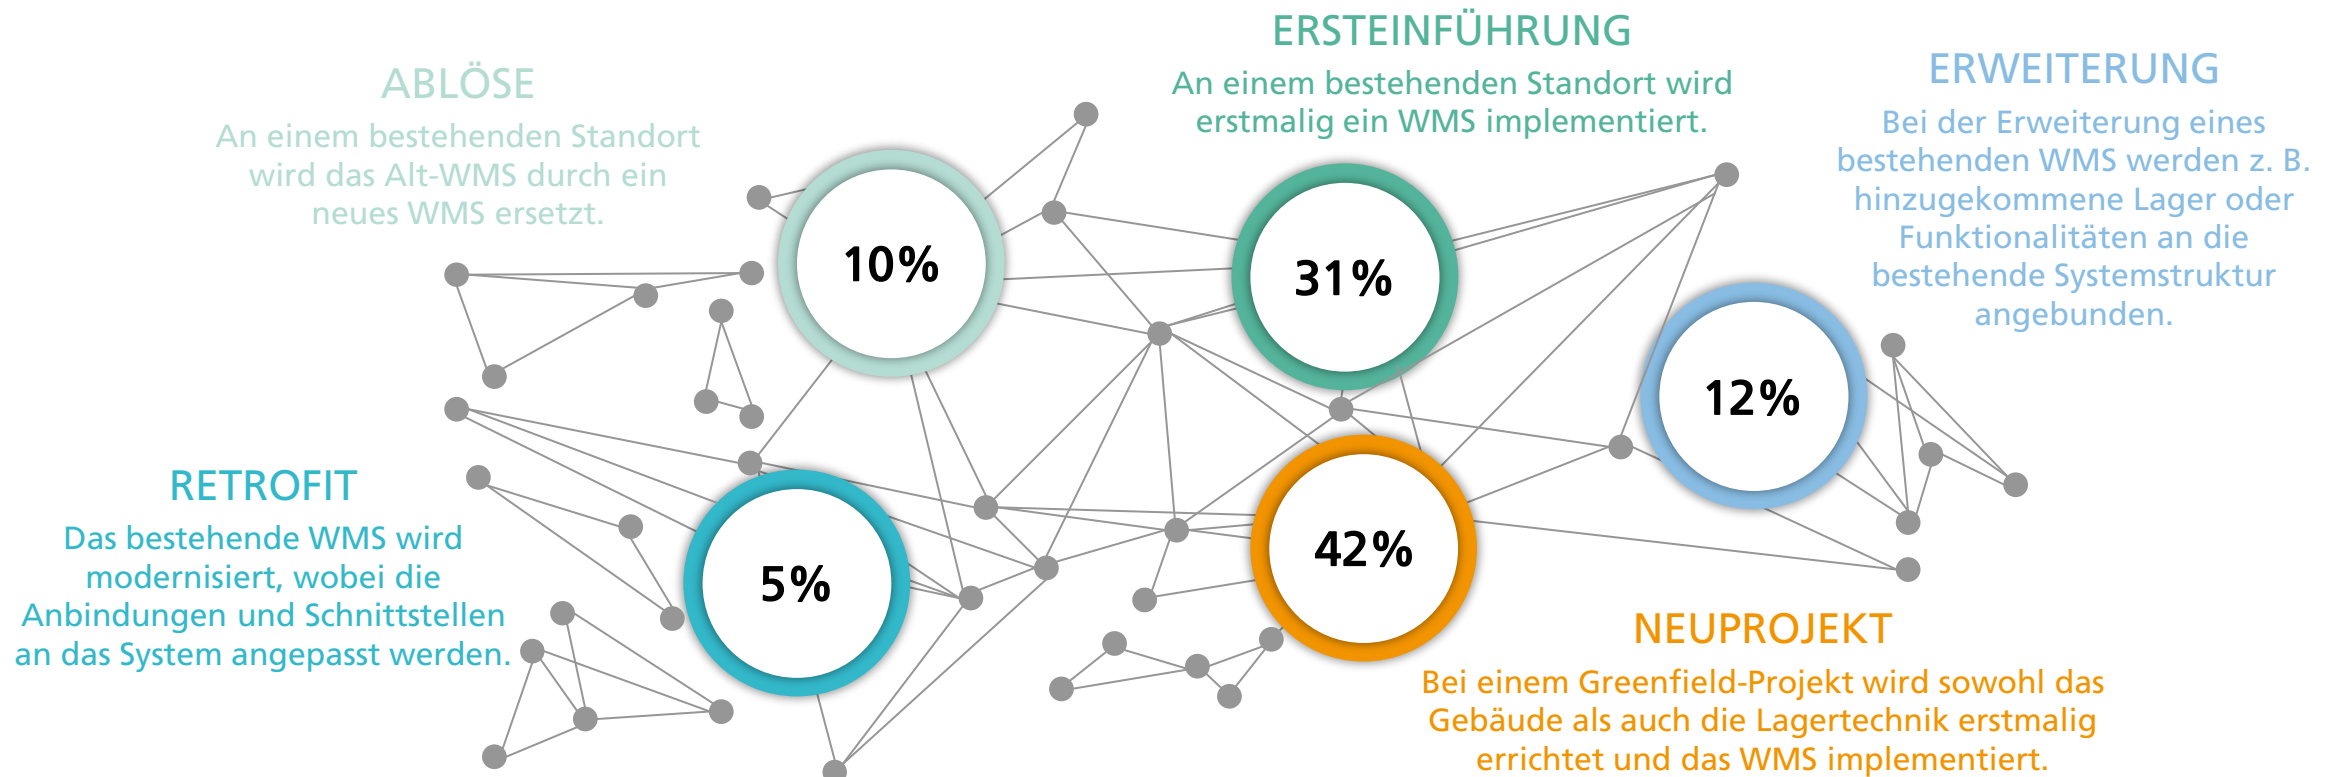 ABLÖSE
An einem bestehenden Standort
wird das Alt-WMS durch ein
neues WMS ersetzt.
10%
ERSTEINFÜHRUNG
An einem bestehenden Standort wird
erstmalig ein WMS implementiert.
31%
ERWEITERUNG
Bei der Erweiterung eines
bestehenden WMS werden z. B.
hinzugekommene Lager oder
Funktionalitäten an die
bestehende Systemstruktur
angebunden.
12%
RETROFIT
Das bestehende WMS wird
modernisiert, wobei die
Anbindungen und Schnittstellen
an das System angepasst werden.
5%
42%
NEUPROJEKT
Bei einem Greenfield-Projekt wird sowohl das
Gebäude als auch die Lagertechnik erstmalig
errichtet und das WMS implementiert.